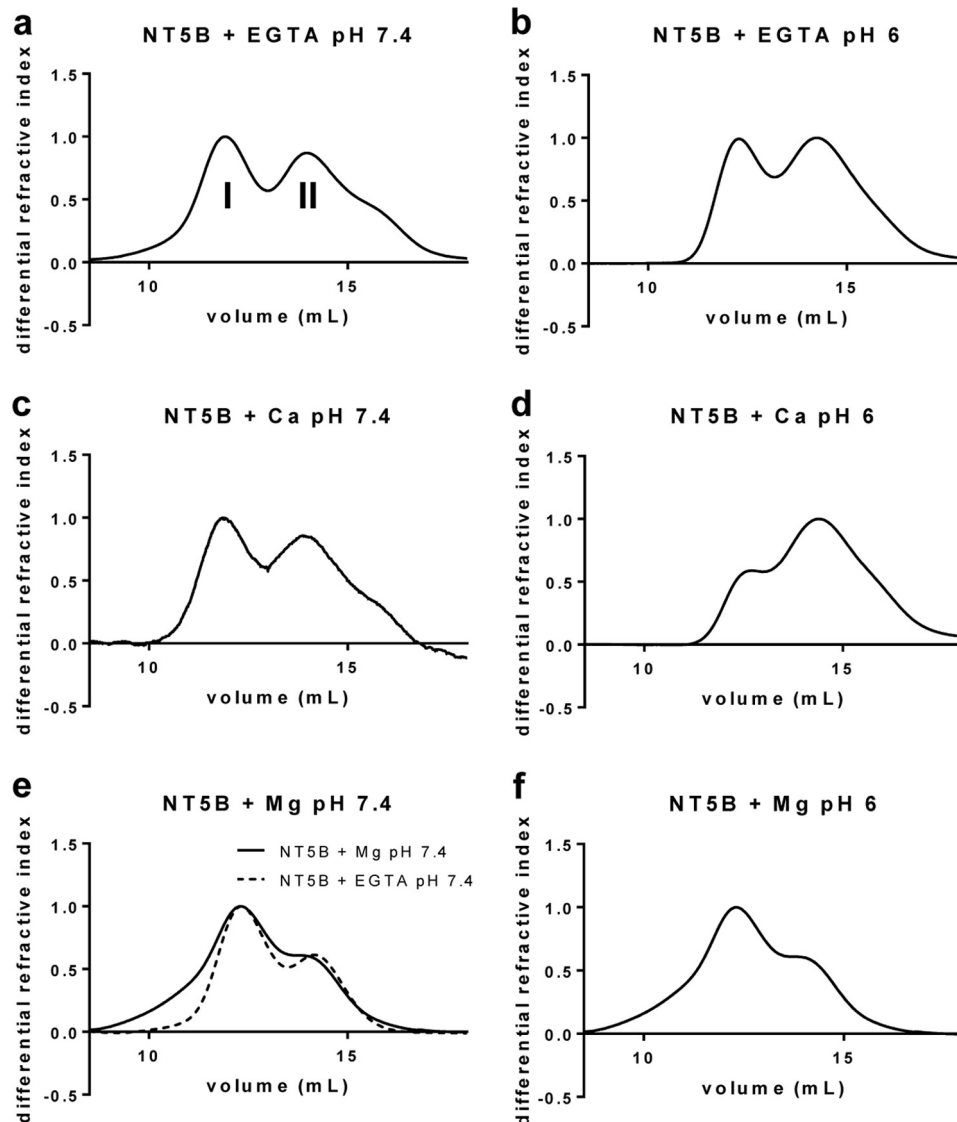 a
NT5B + EGTA pH 7.4
differential refractive index
1.5
1.0
0.5
0.0
-0.5
I
II
10
15
volume (mL)
b
NT5B + EGTA pH 6
differential refractive index
1.5
1.0
0.5
0.0
-0.5
10
15
volume (mL)
c
NT5B + Ca pH 7.4
differential refractive index
1.5
1.0
0.5
0.0
-0.5
10
15
volume (mL)
d
NT5B + Ca pH 6
differential refractive index
1.5
1.0
0.5
0.0
-0.5
10
15
volume (mL)
e
NT5B + Mg pH 7.4
differential refractive index
1.5
1.0
0.5
0.0
-0.5
NT5B + Mg pH 7.4
NT5B + EGTA pH 7.4
10
15
volume (mL)
f
NT5B + Mg pH 6
differential refractive index
1.5
1.0
0.5
0.0
-0.5
10
15
volume (mL)